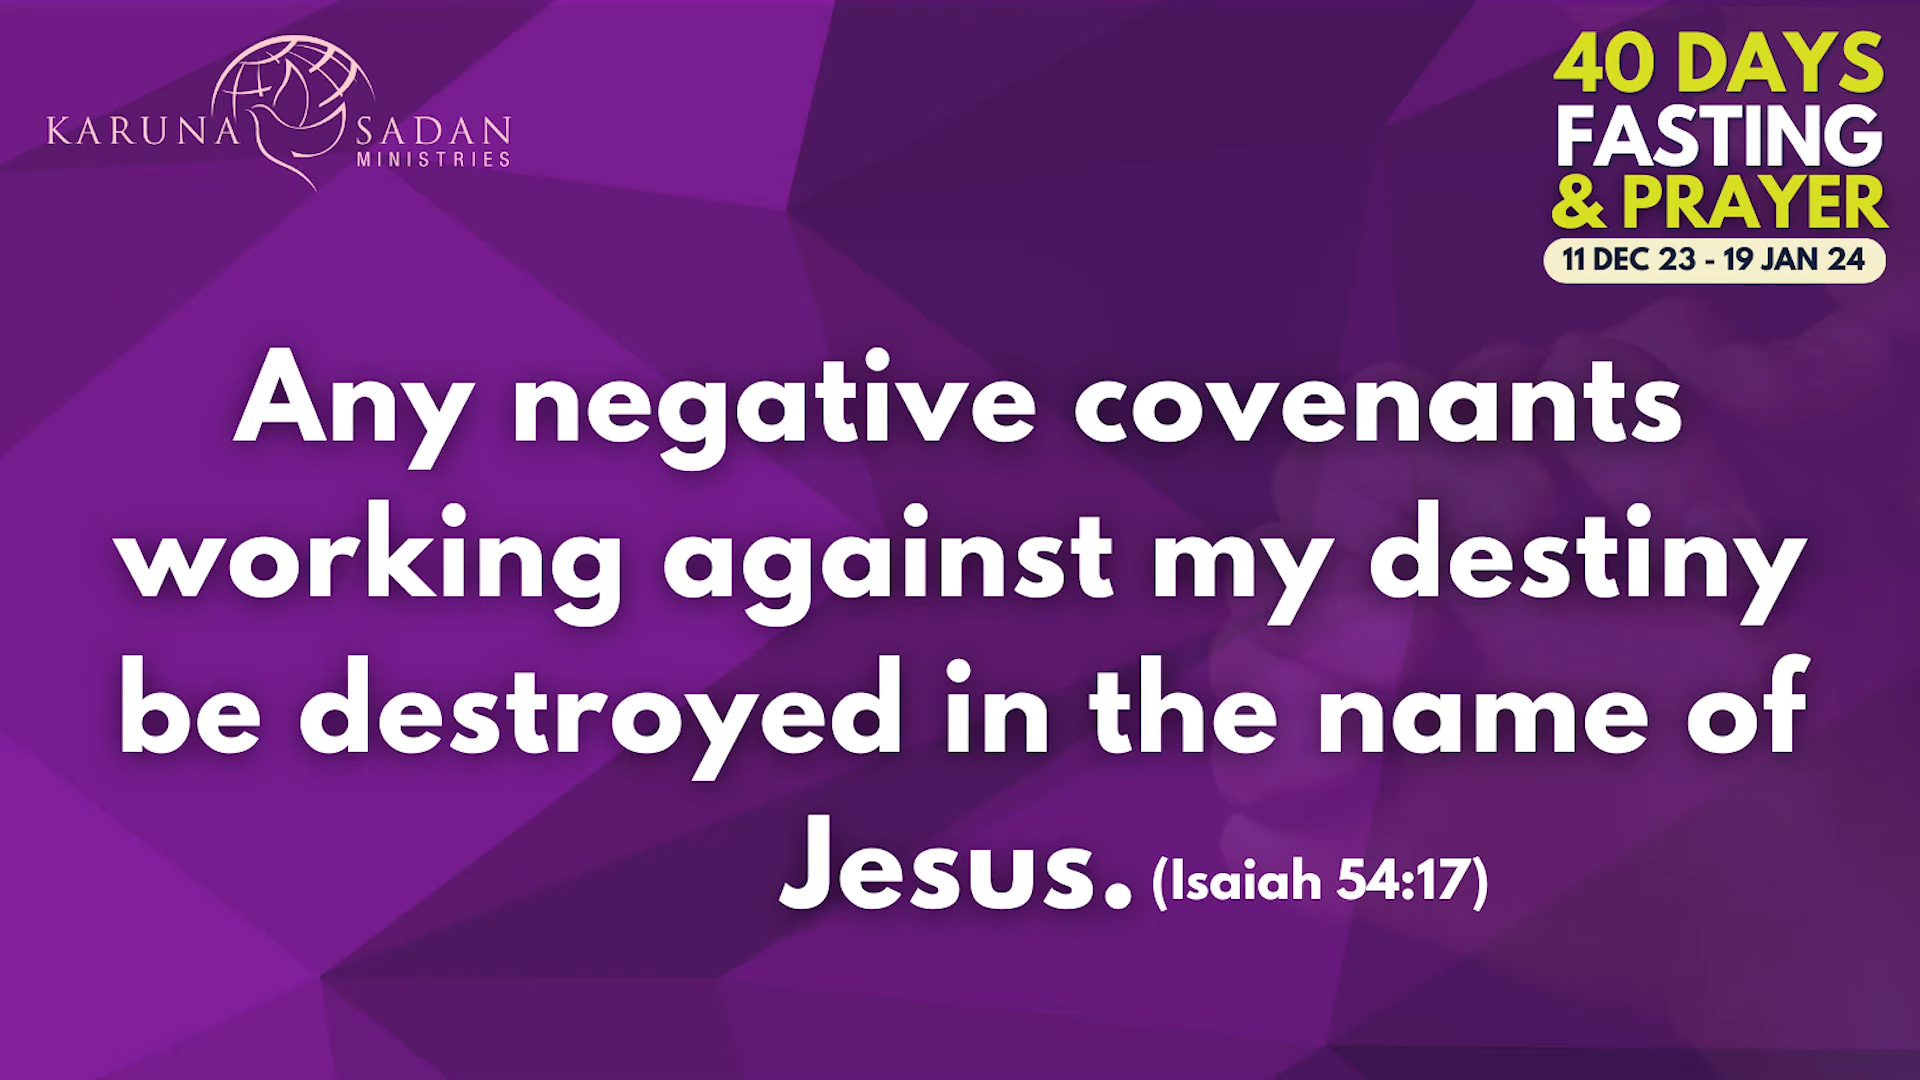 KARUNA SADAN
MINISTRIES
40 DAYS
FASTING
& PRAYER
11 DEC 23 - 19 JAN 24
Any negative covenants
working against my destiny
be destroyed in the name of
Jesus. (Isaiah 54:17)